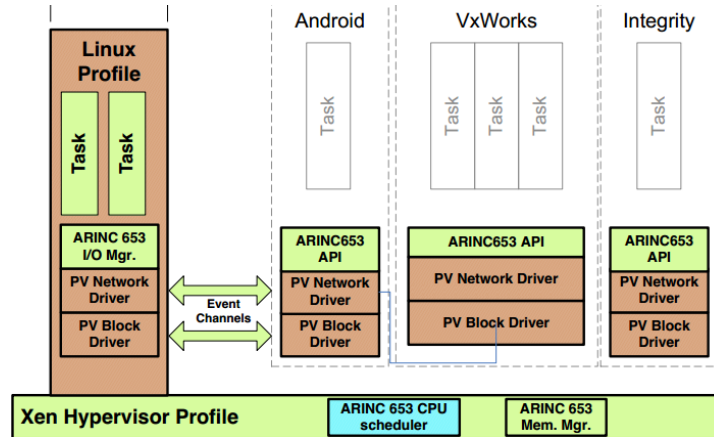 Android
VxWorks
Integrity
Linux
Profile
Task
Task
Task
Task
Task
Task
Task
ARINC 653
I/O Mgr.
PV Network
Driver
PV Block
Driver
Event
Channels
ARINC653
API
PV Network
Driver
PV Block
Driver
ARINC653 API
PV Network Driver
PV Block Driver
ARINC653
API
PV Network
Driver
PV Block
Driver
Xen Hypervisor Profile
ARINC 653 CPU
scheduler
ARINC 653
Mem. Mgr.